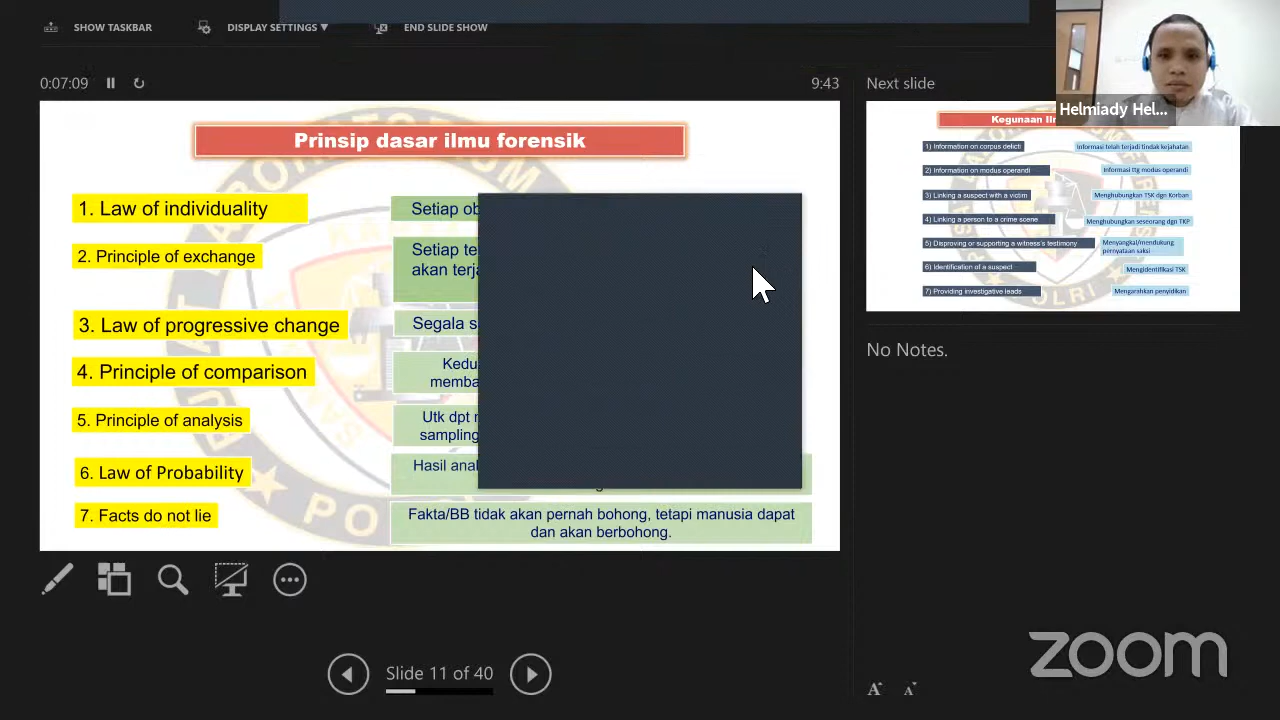 SHOW TASKBAR
DISPLAY SETTINGS ▼
END SLIDE SHOW
0:07:09
9:43
Next slide
Helmiady Hel...
Prinsip dasar ilmu forensik
1. Law of individuality
Setiap
2. Principle of exchange
Setiap
akan
3. Law of progressive change
Segala
4. Principle of comparison
5. Principle of analysis
Utk dpt
sampling
6. Law of Probability
Hasil
7. Facts do not lie
Fakta/BB tidak akan pernah bohong, tetapi manusia dapat
dan akan berbohong.
Kegunaan
1) Information on corpus delicti
Informasi telah terjadi tindak kejahatan
2) Information on modus operandi
Informasi ttg modus operandi
3) Linking a suspect with a victim
Menghubungkan TSK dgn Korban
4) Linking a person to a crime scene
Menghubungkan seseorang dgn TKP
5) Disproving or supporting a witness's testimony
Menyangkal/mendukung
pernyataan saksi
6) Identification of a suspect
Mengidentifikasi TSK
7) Providing investigative leads
Mengarahkan penyidikan
No Notes.
Slide 11 of 40
A A
zoom